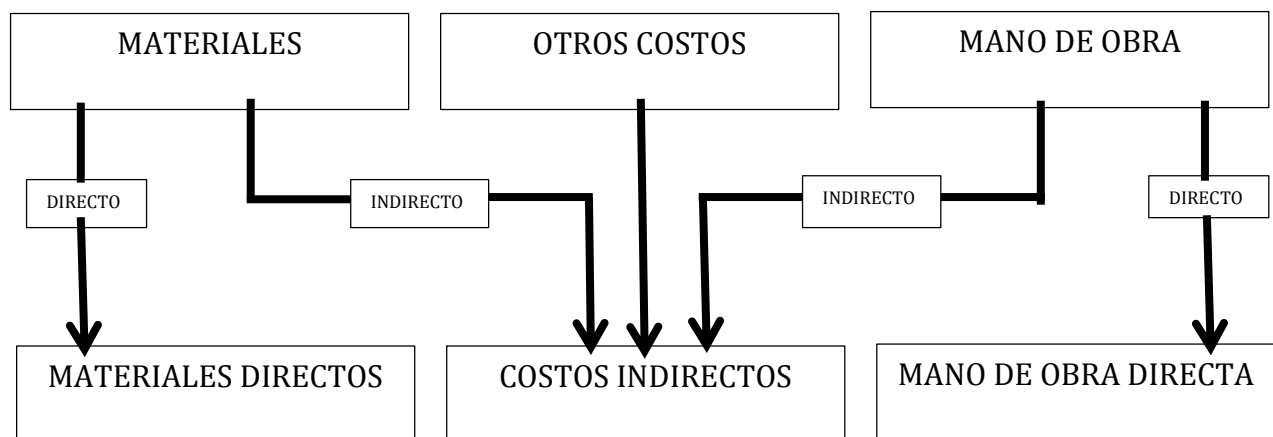 MATERIALES
OTROS COSTOS
MANO DE OBRA
DIRECTO
INDIRECTO
INDIRECTO
DIRECTO
MATERIALES DIRECTOS
COSTOS INDIRECTOS
MANO DE OBRA DIRECTA